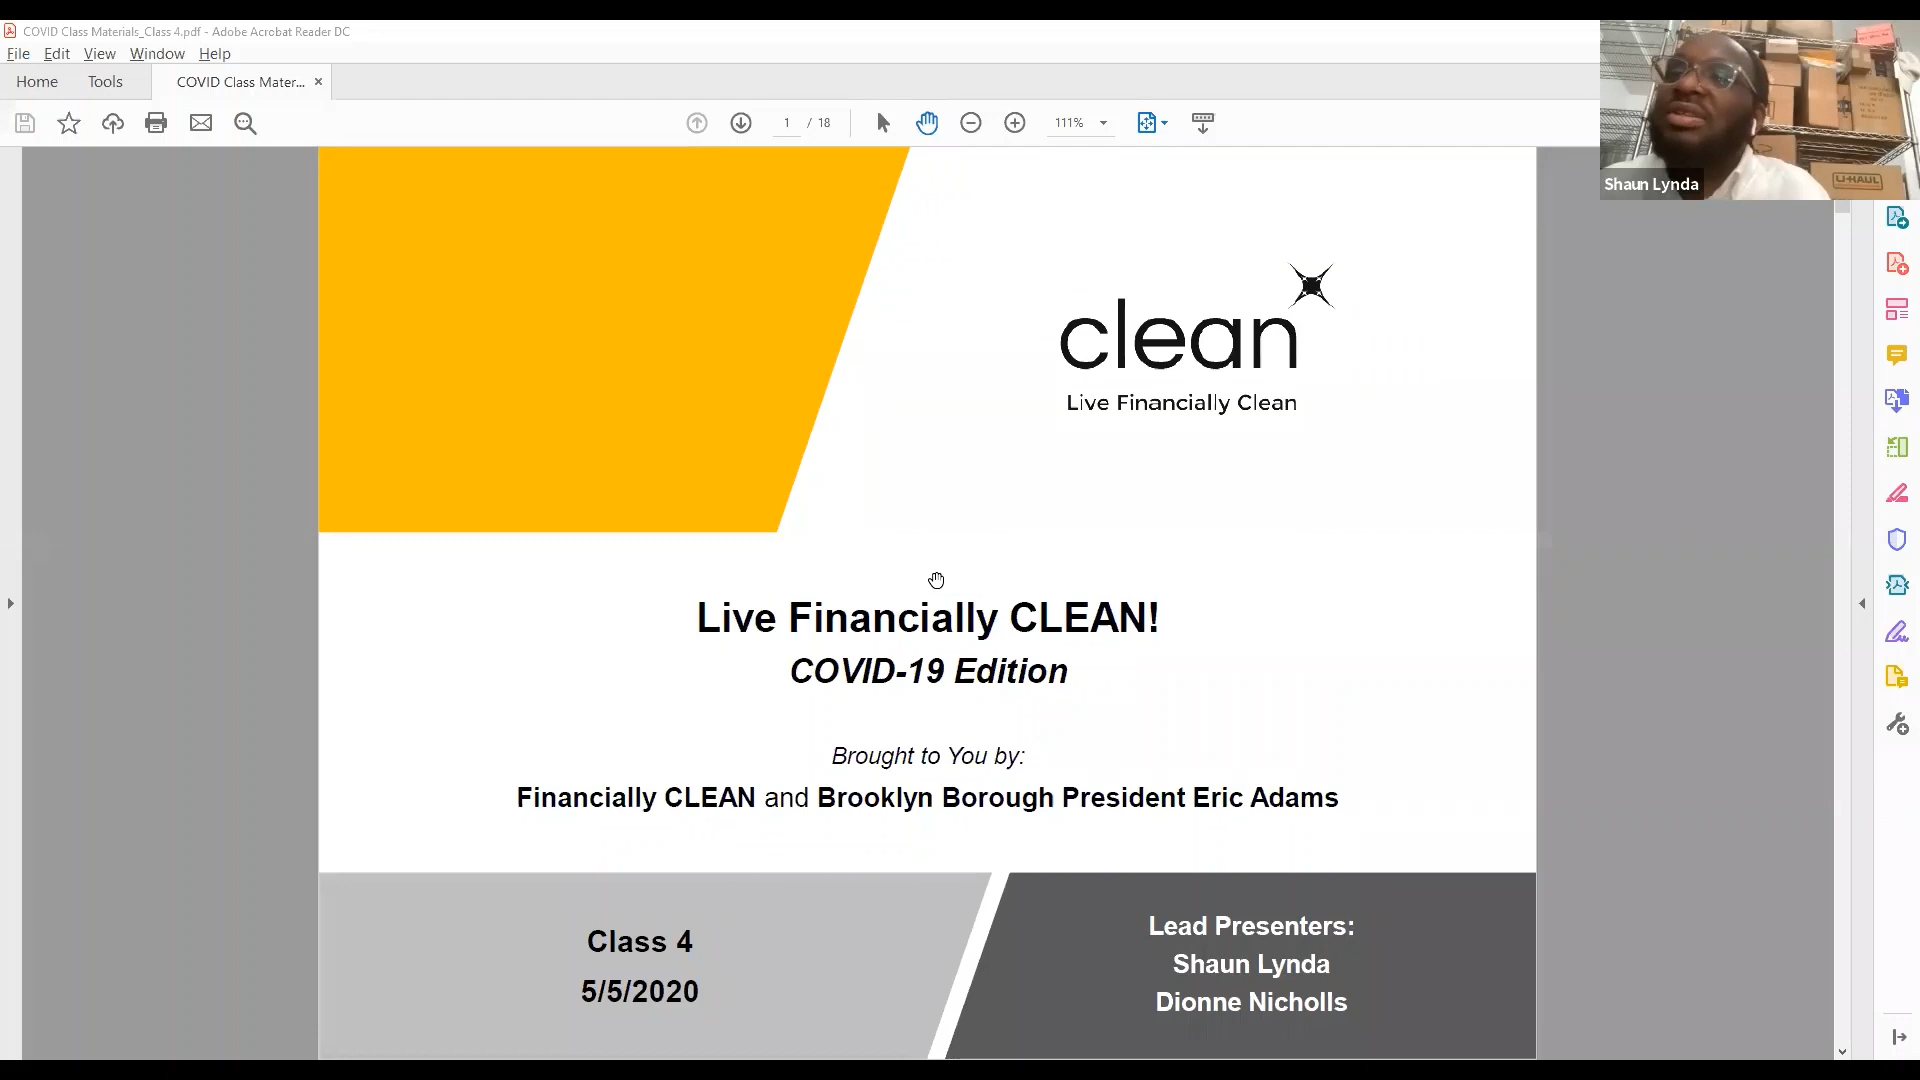 COVID Class Materials_Class 4.pdf - Adobe Acrobat Reader DC
File Edit View Window Help
Home Tools COVID Class Mater... ×
1 / 18 111%
Shaun Lynda
U-HAUL
clean
Live Financially Clean
Live Financially CLEAN!
COVID-19 Edition
Brought to You by:
Financially CLEAN and Brooklyn Borough President Eric Adams
Class 4
5/5/2020
Lead Presenters:
Shaun Lynda
Dionne Nicholls